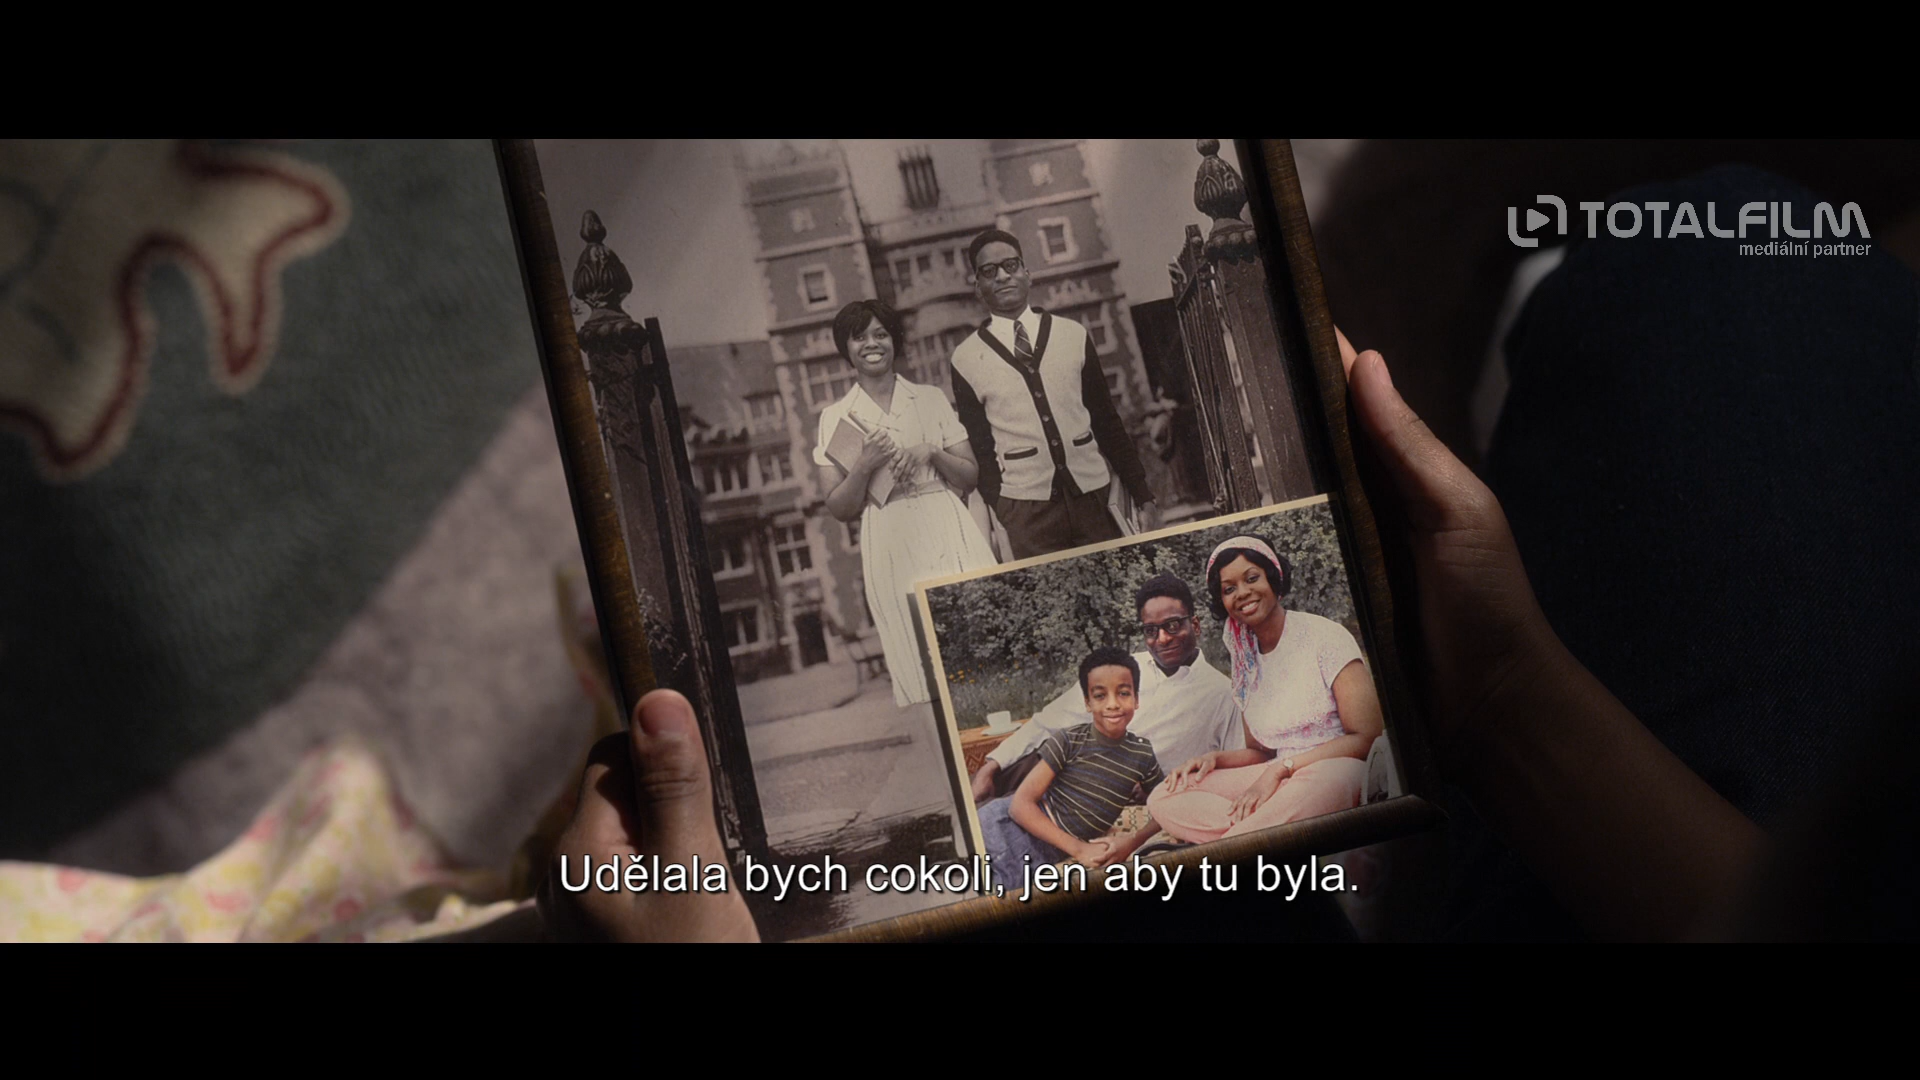 TOTALFILM
mediální partner
Udělala bych cokoli, jen aby tu byla.